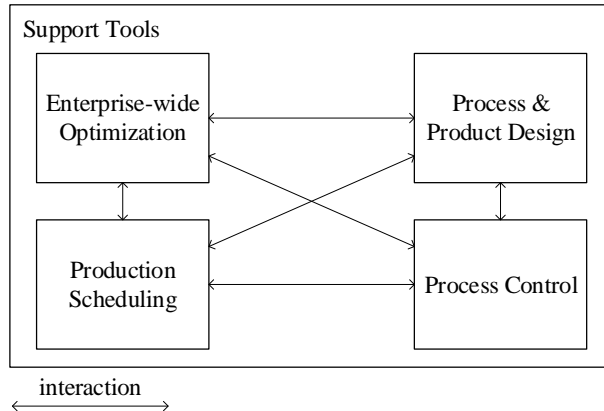 Support Tools
Enterprise-wide
Optimization
Process &
Product Design
Production
Scheduling
Process Control
interaction